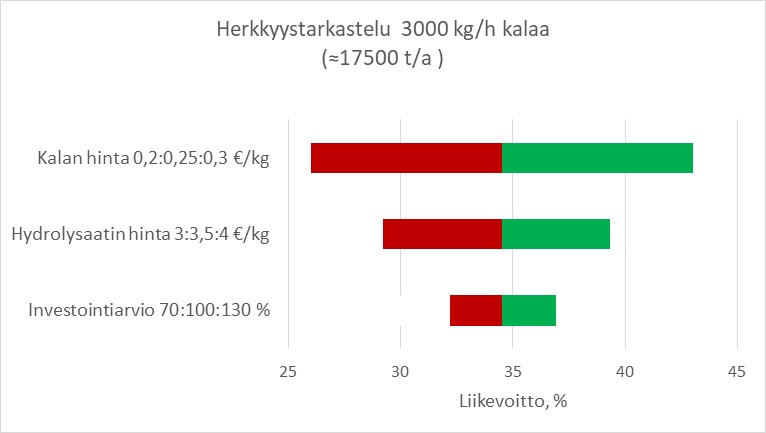 Herkkyystarkastelu 3000 kg/h kalaa
(≈17500 t/a )
Kalan hinta 0,2:0,25:0,3 €/kg
Hydrolysaatin hinta 3:3,5:4 €/kg
Investointiarvio 70:100:130 %
25 30 35 40 45
Liikevoitto, %